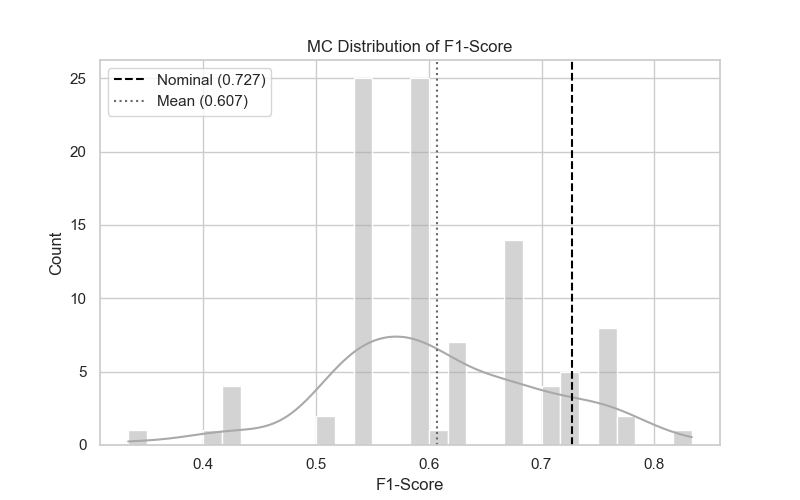 MC Distribution of F1-Score
Nominal (0.727)
Mean (0.607)
25
20
15
10
5
0
Count
0.4 0.5 0.6 0.7 0.8
F1-Score